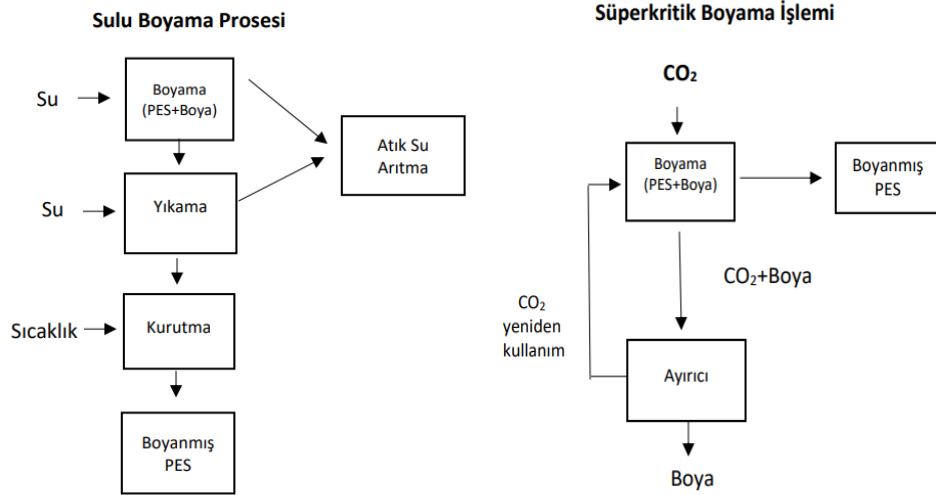 Sulu Boyama Prosesi
Su
Boyama
(PES+Boya)
Atık Su
Arıtma
Su
Yıkama
Sıcaklık
Kurutma
Boyanmış
PES
Süperkritik Boyama İşlemi
CO₂
Boyama
(PES+Boya)
Boyanmış
PES
CO₂+Boya
CO₂
yeniden
kullanım
Ayırıcı
Boya